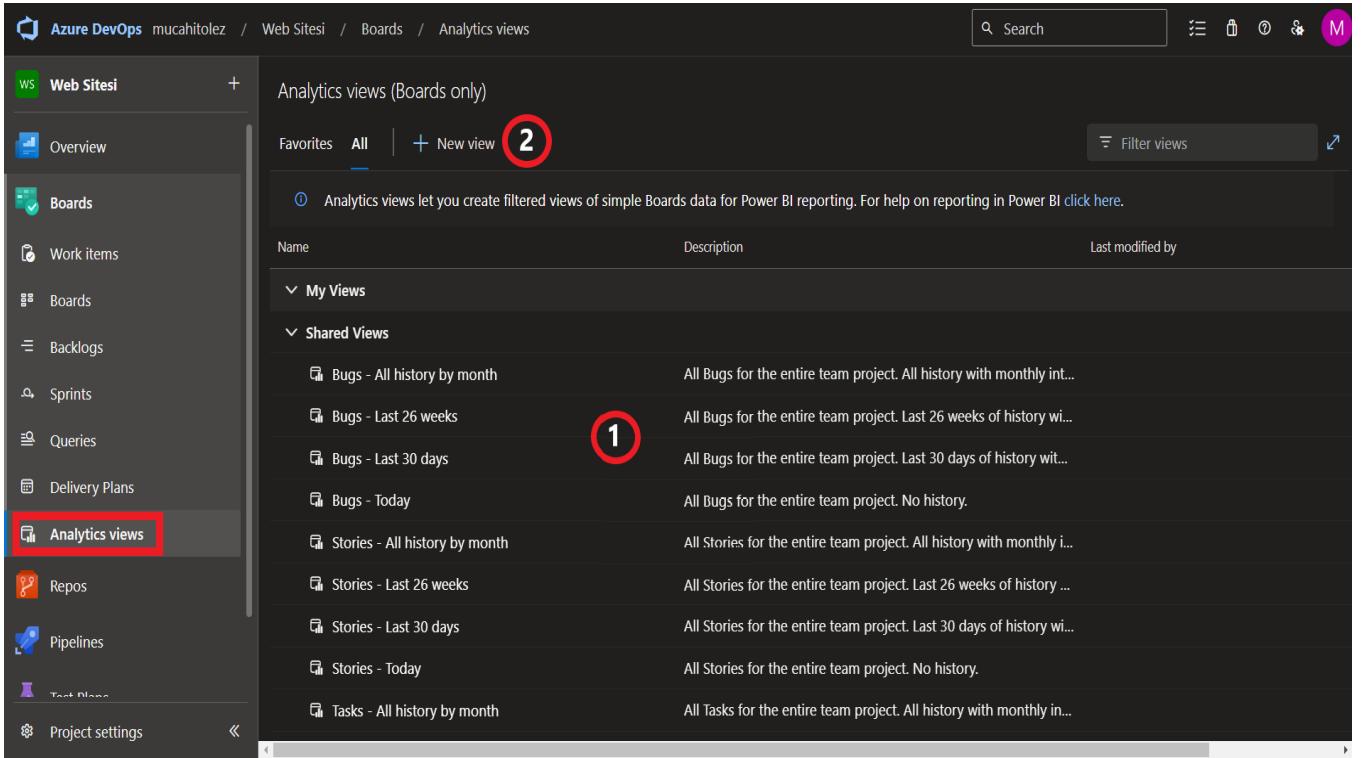 Azure DevOps mucahitolez / Web Sitesi / Boards / Analytics views
Search
M
WS Web Sitesi +
Overview
Boards
Work items
Boards
Backlogs
Sprints
Queries
Delivery Plans
Analytics views
Repos
Pipelines
Test Plans
Project settings
Analytics views (Boards only)
Favorites All + New view 2
Filter views
Analytics views let you create filtered views of simple Boards data for Power BI reporting. For help on reporting in Power BI click here.
Name Description Last modified by
My Views
Shared Views
Bugs - All history by month All Bugs for the entire team project. All history with monthly int...
Bugs - Last 26 weeks All Bugs for the entire team project. Last 26 weeks of history wi...
1
Bugs - Last 30 days All Bugs for the entire team project. Last 30 days of history wit...
Bugs - Today All Bugs for the entire team project. No history.
Stories - All history by month All Stories for the entire team project. All history with monthly i...
Stories - Last 26 weeks All Stories for the entire team project. Last 26 weeks of history ...
Stories - Last 30 days All Stories for the entire team project. Last 30 days of history wi...
Stories - Today All Stories for the entire team project. No history.
Tasks - All history by month All Tasks for the entire team project. All history with monthly in...